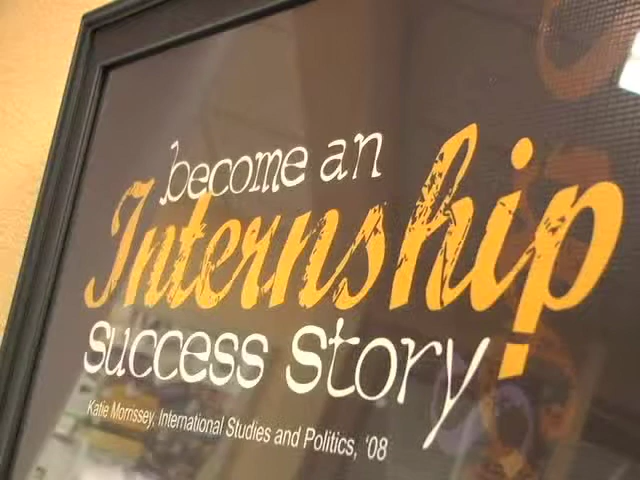 become an
Internship
success story!
Katie Morrissey, International Studies and Politics, '08